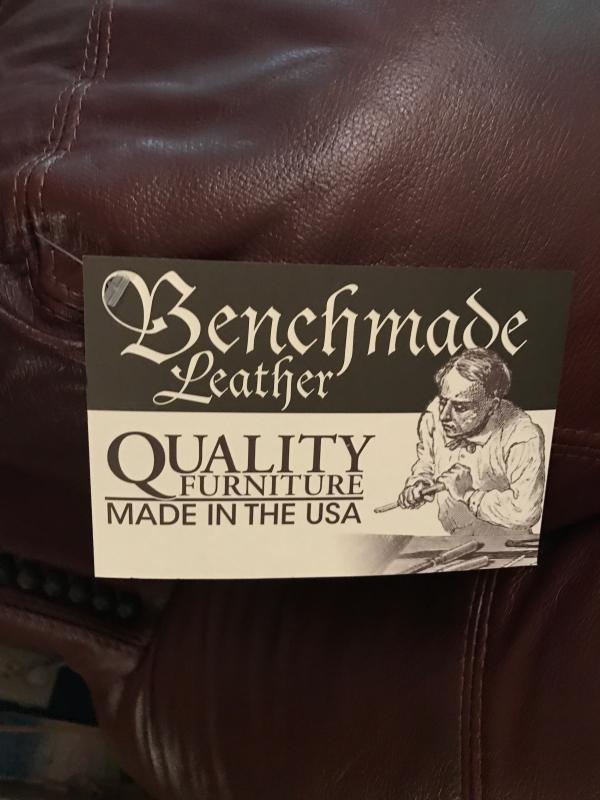 Benchmade
Leather
QUALITY
FURNITURE
MADE IN THE USA